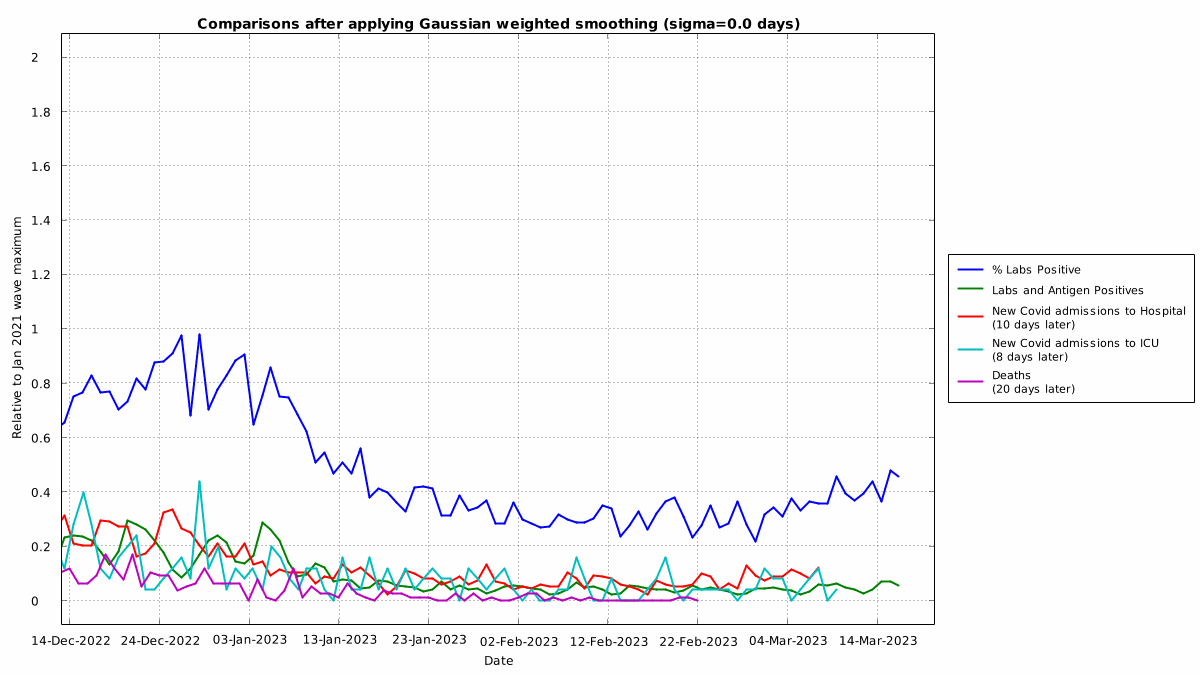 Comparisons after applying Gaussian weighted smoothing (sigma=0.0 days)
Relative to Jan 2021 wave maximum
2
1.8
1.6
1.4
1.2
1
0.8
0.6
0.4
0.2
0
14-Dec-2022 24-Dec-2022 03-Jan-2023 13-Jan-2023 23-Jan-2023 02-Feb-2023 12-Feb-2023 22-Feb-2023 04-Mar-2023 14-Mar-2023
Date
% Labs Positive
Labs and Antigen Positives
New Covid admissions to Hospital
(10 days later)
New Covid admissions to ICU
(8 days later)
Deaths
(20 days later)